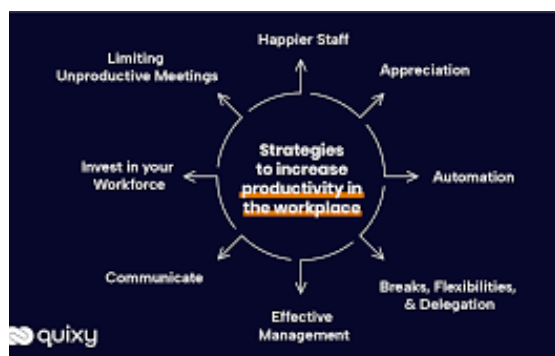 Happier Staff
Limiting
Unproductive Meetings
Appreciation
Strategies
to increase
productivity in
the workplace
Invest in your
Workforce
Automation
Communicate
Breaks, Flexibilities,
& Delegation
Effective
Management
quixy